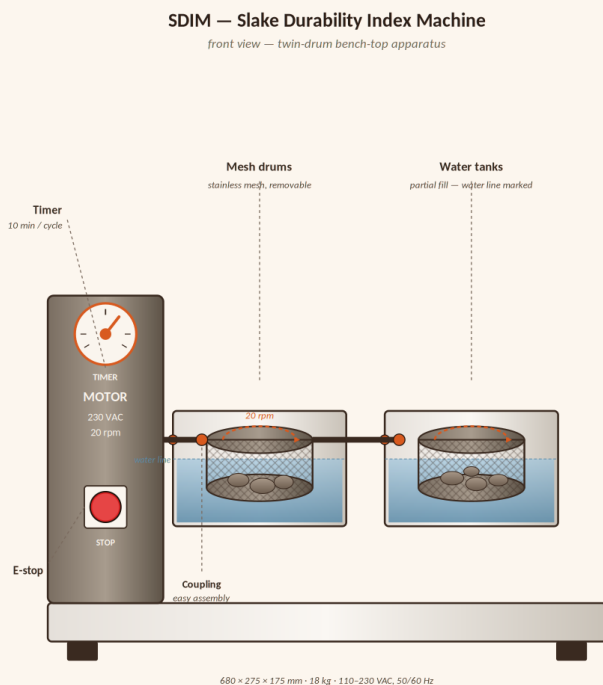 SDIM — Slake Durability Index Machine
front view — twin-drum bench-top apparatus
Mesh drums
stainless mesh, removable
Water tanks
partial fill — water line marked
Timer
10 min / cycle
TIMER
MOTOR
230 VAC
20 rpm
20 rpm
water line
STOP
E-stop
Coupling
easy assembly
680 × 275 × 175 mm · 18 kg · 110–230 VAC, 50/60 Hz